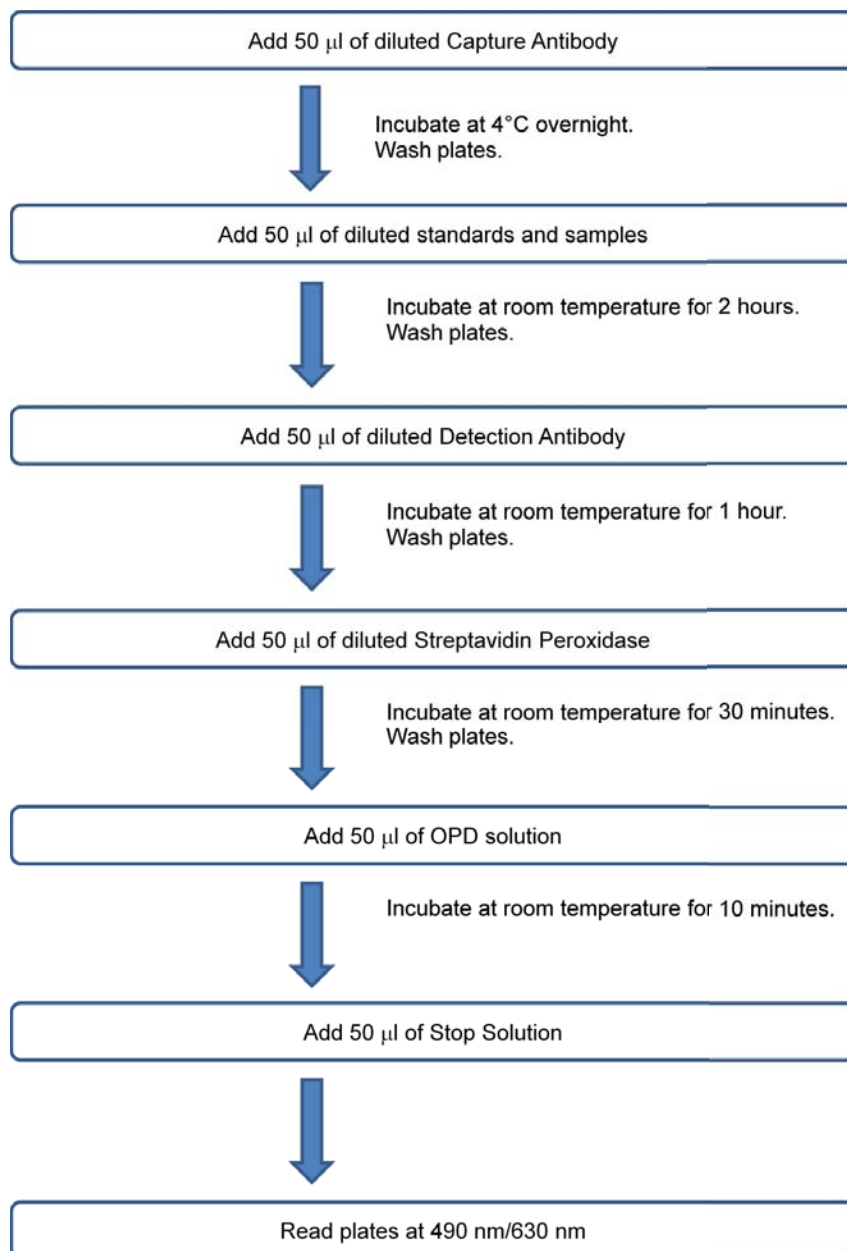 Add 50 μl of diluted Capture Antibody
Incubate at 4°C overnight.
Wash plates.
Add 50 μl of diluted standards and samples
Incubate at room temperature for 2 hours.
Wash plates.
Add 50 μl of diluted Detection Antibody
Incubate at room temperature for 1 hour.
Wash plates.
Add 50 μl of diluted Streptavidin Peroxidase
Incubate at room temperature for 30 minutes.
Wash plates.
Add 50 μl of OPD solution
Incubate at room temperature for 10 minutes.
Add 50 μl of Stop Solution
Read plates at 490 nm/630 nm